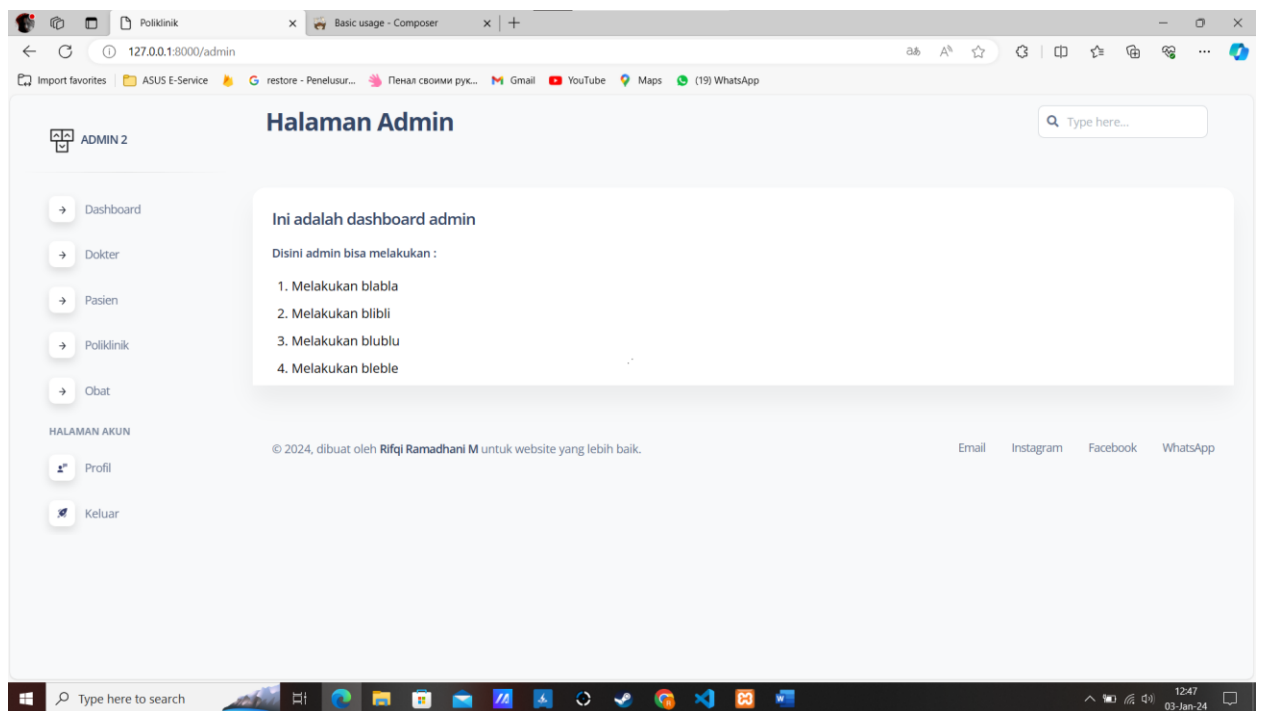 Poliklinik
Basic usage - Composer
127.0.0.1:8000/admin
Import favorites
ASUS E-Service
restore - Penelusur...
Пенал своими рук...
Gmail
YouTube
Maps
(19) WhatsApp
ADMIN 2
Halaman Admin
Type here...
Dashboard
Dokter
Pasien
Poliklinik
Obat
HALAMAN AKUN
Profil
Keluar
Ini adalah dashboard admin
Disini admin bisa melakukan :
1. Melakukan blabla
2. Melakukan blibli
3. Melakukan blublu
4. Melakukan bleble
© 2024, dibuat oleh Rifqi Ramadhani M untuk website yang lebih baik.
Email
Instagram
Facebook
WhatsApp
Type here to search
12:47
03-Jan-24